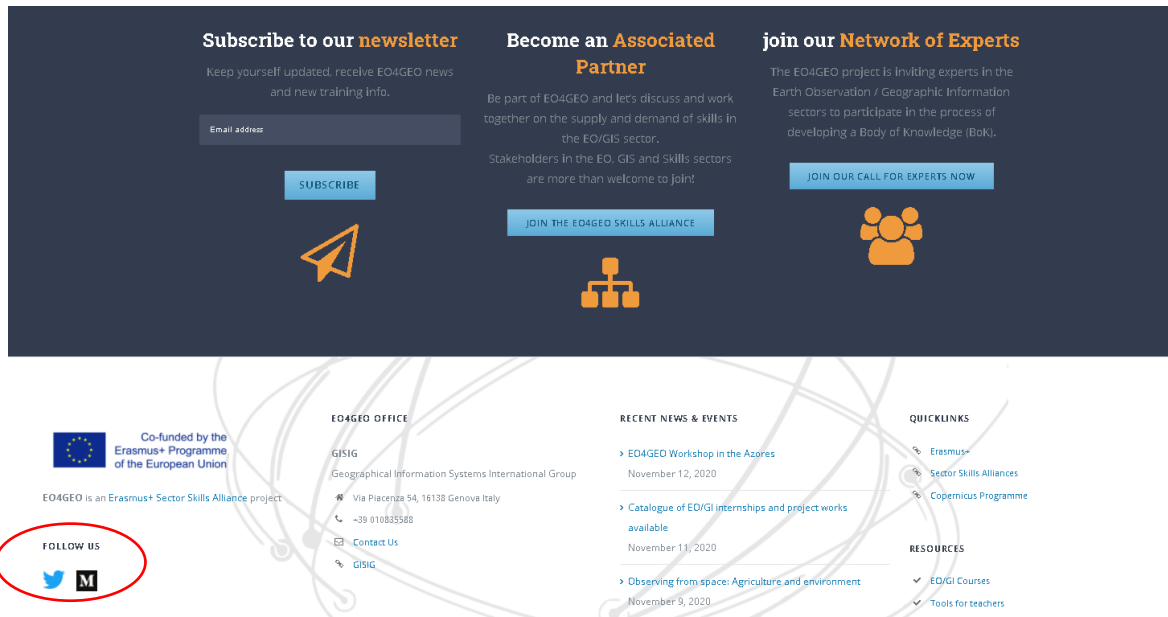 Subscribe to our newsletter
Keep yourself updated, receive EO4GEO news
and new training info.
Email address
SUBSCRIBE
Become an Associated
Partner
Be part of EO4GEO and let's discuss and work
together on the supply and demand of skills in
the EO/GIS sector.
Stakeholders in the EO, GIS and Skills sectors
are more than welcome to join!
JOIN THE EO4GEO SKILLS ALLIANCE
join our Network of Experts
The EO4GEO project is inviting experts in the
Earth Observation / Geographic Information
sectors to participate in the process of
developing a Body of Knowledge (BoK).
JOIN OUR CALL FOR EXPERTS NOW
Co-funded by the
Erasmus+ Programme
of the European Union
EO4GEO is an Erasmus+ Sector Skills Alliance project
FOLLOW US
M
EO4GEO OFFICE
GISIG
Geographical Information Systems International Group
Via Piacenza 54, 16138 Genova Italy
+39 010835588
Contact Us
GISIG
RECENT NEWS & EVENTS
EO4GEO Workshop in the Azores
November 12, 2020
Catalogue of EO/GI internships and project works
available
November 11, 2020
Observing from space: Agriculture and environment
November 9, 2020
QUICKLINKS
Erasmus+
Sector Skills Alliances
Copernicus Programme
RESOURCES
EO/GI Courses
Tools for teachers